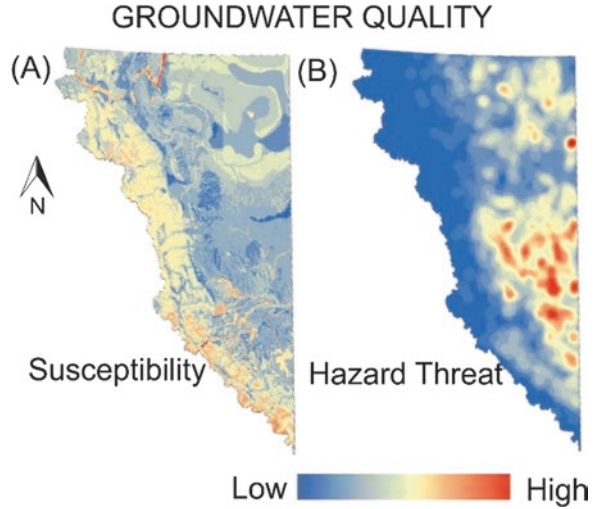 GROUNDWATER QUALITY
(A)
(B)
N
Susceptibility
Hazard Threat
Low
High